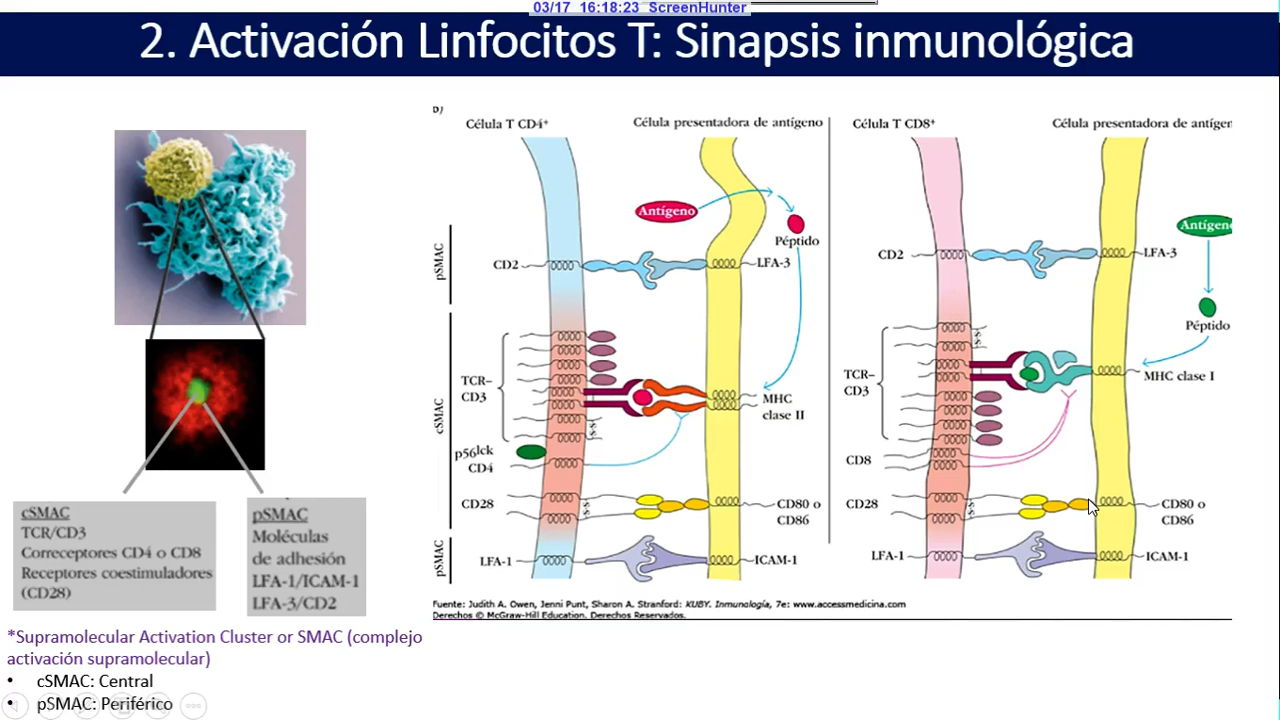 03/17 16:18:23 ScreenHunter
2. Activación Linfocitos T: Sinapsis inmunológica
b)
Célula T CD4⁺
Célula presentadora de antígeno
Célula T CD8⁺
Célula presentadora de antígen
Antígeno
Péptido
Antígeno
Péptido
pSMAC
CD2
LFA-3
CD2
LFA-3
cSMAC
TCR–
CD3
MHC
clase II
p56lck
CD4
CD28
S-S
S-S
CD80 o
CD86
TCR–
CD3
S-S
MHC clase I
CD8
CD28
S-S
CD80 o
CD86
pSMAC
LFA-1
ICAM-1
LFA-1
ICAM-1
cSMAC
TCR/CD3
Correceptores CD4 o CD8
Receptores coestimuladores
(CD28)
pSMAC
Moléculas
de adhesión
LFA-1/ICAM-1
LFA-3/CD2
Fuente: Judith A. Owen, Jenni Punt, Sharon A. Stranford: KUBY. Inmunología, 7e: www.accessmedicina.com
Derechos © McGraw-Hill Education. Derechos Reservados.
*Supramolecular Activation Cluster or SMAC (complejo
activación supramolecular)
• cSMAC: Central
• pSMAC: Periférico